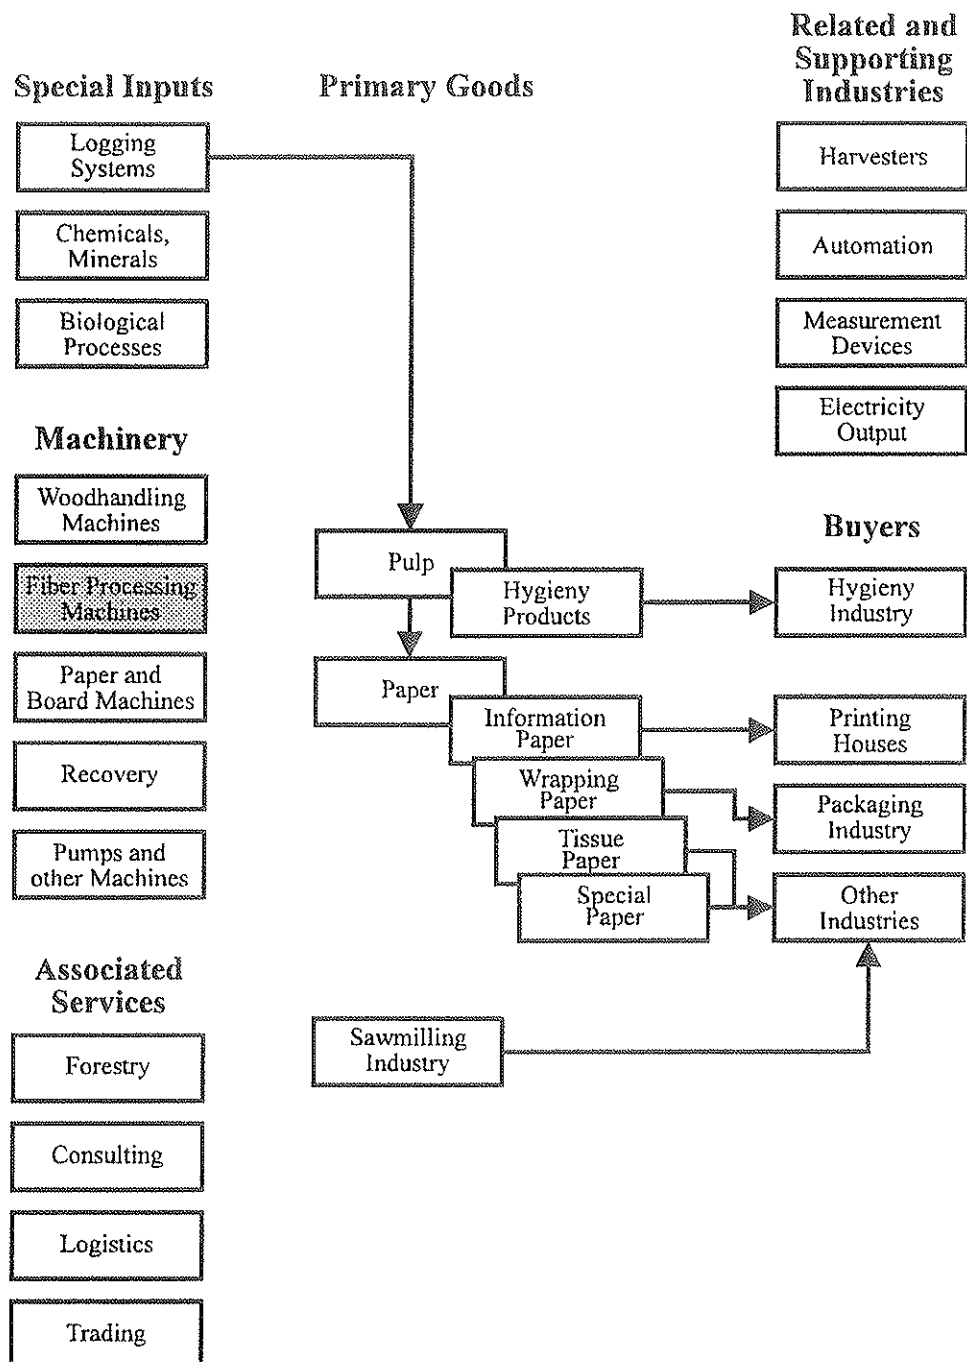 Special Inputs
Logging
Systems
Chemicals,
Minerals
Biological
Processes
Machinery
Woodhandling
Machines
Fiber Processing
Machines
Paper and
Board Machines
Recovery
Pumps and
other Machines
Associated
Services
Forestry
Consulting
Logistics
Trading
Primary Goods
Pulp
Hygieny
Products
Paper
Information
Paper
Wrapping
Paper
Tissue
Paper
Special
Paper
Sawmilling
Industry
Related and
Supporting
Industries
Harvesters
Automation
Measurement
Devices
Electricity
Output
Buyers
Hygieny
Industry
Printing
Houses
Packaging
Industry
Other
Industries